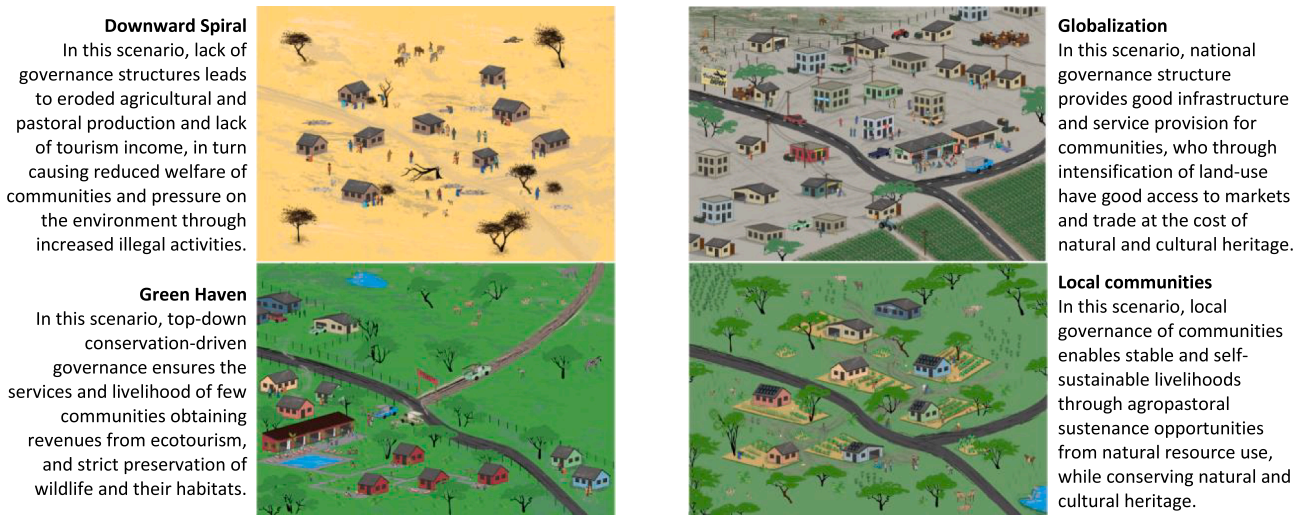 Downward Spiral
In this scenario, lack of
governance structures leads
to eroded agricultural and
pastoral production and lack
of tourism income, in turn
causing reduced welfare of
communities and pressure on
the environment through
increased illegal activities.
Globalization
In this scenario, national
governance structure
provides good infrastructure
and service provision for
communities, who through
intensification of land-use
have good access to markets
and trade at the cost of
natural and cultural heritage.
Green Haven
In this scenario, top-down
conservation-driven
governance ensures the
services and livelihood of few
communities obtaining
revenues from ecotourism,
and strict preservation of
wildlife and their habitats.
Local communities
In this scenario, local
governance of communities
enables stable and self-
sustainable livelihoods
through agropastoral
sustenance opportunities
from natural resource use,
while conserving natural and
cultural heritage.